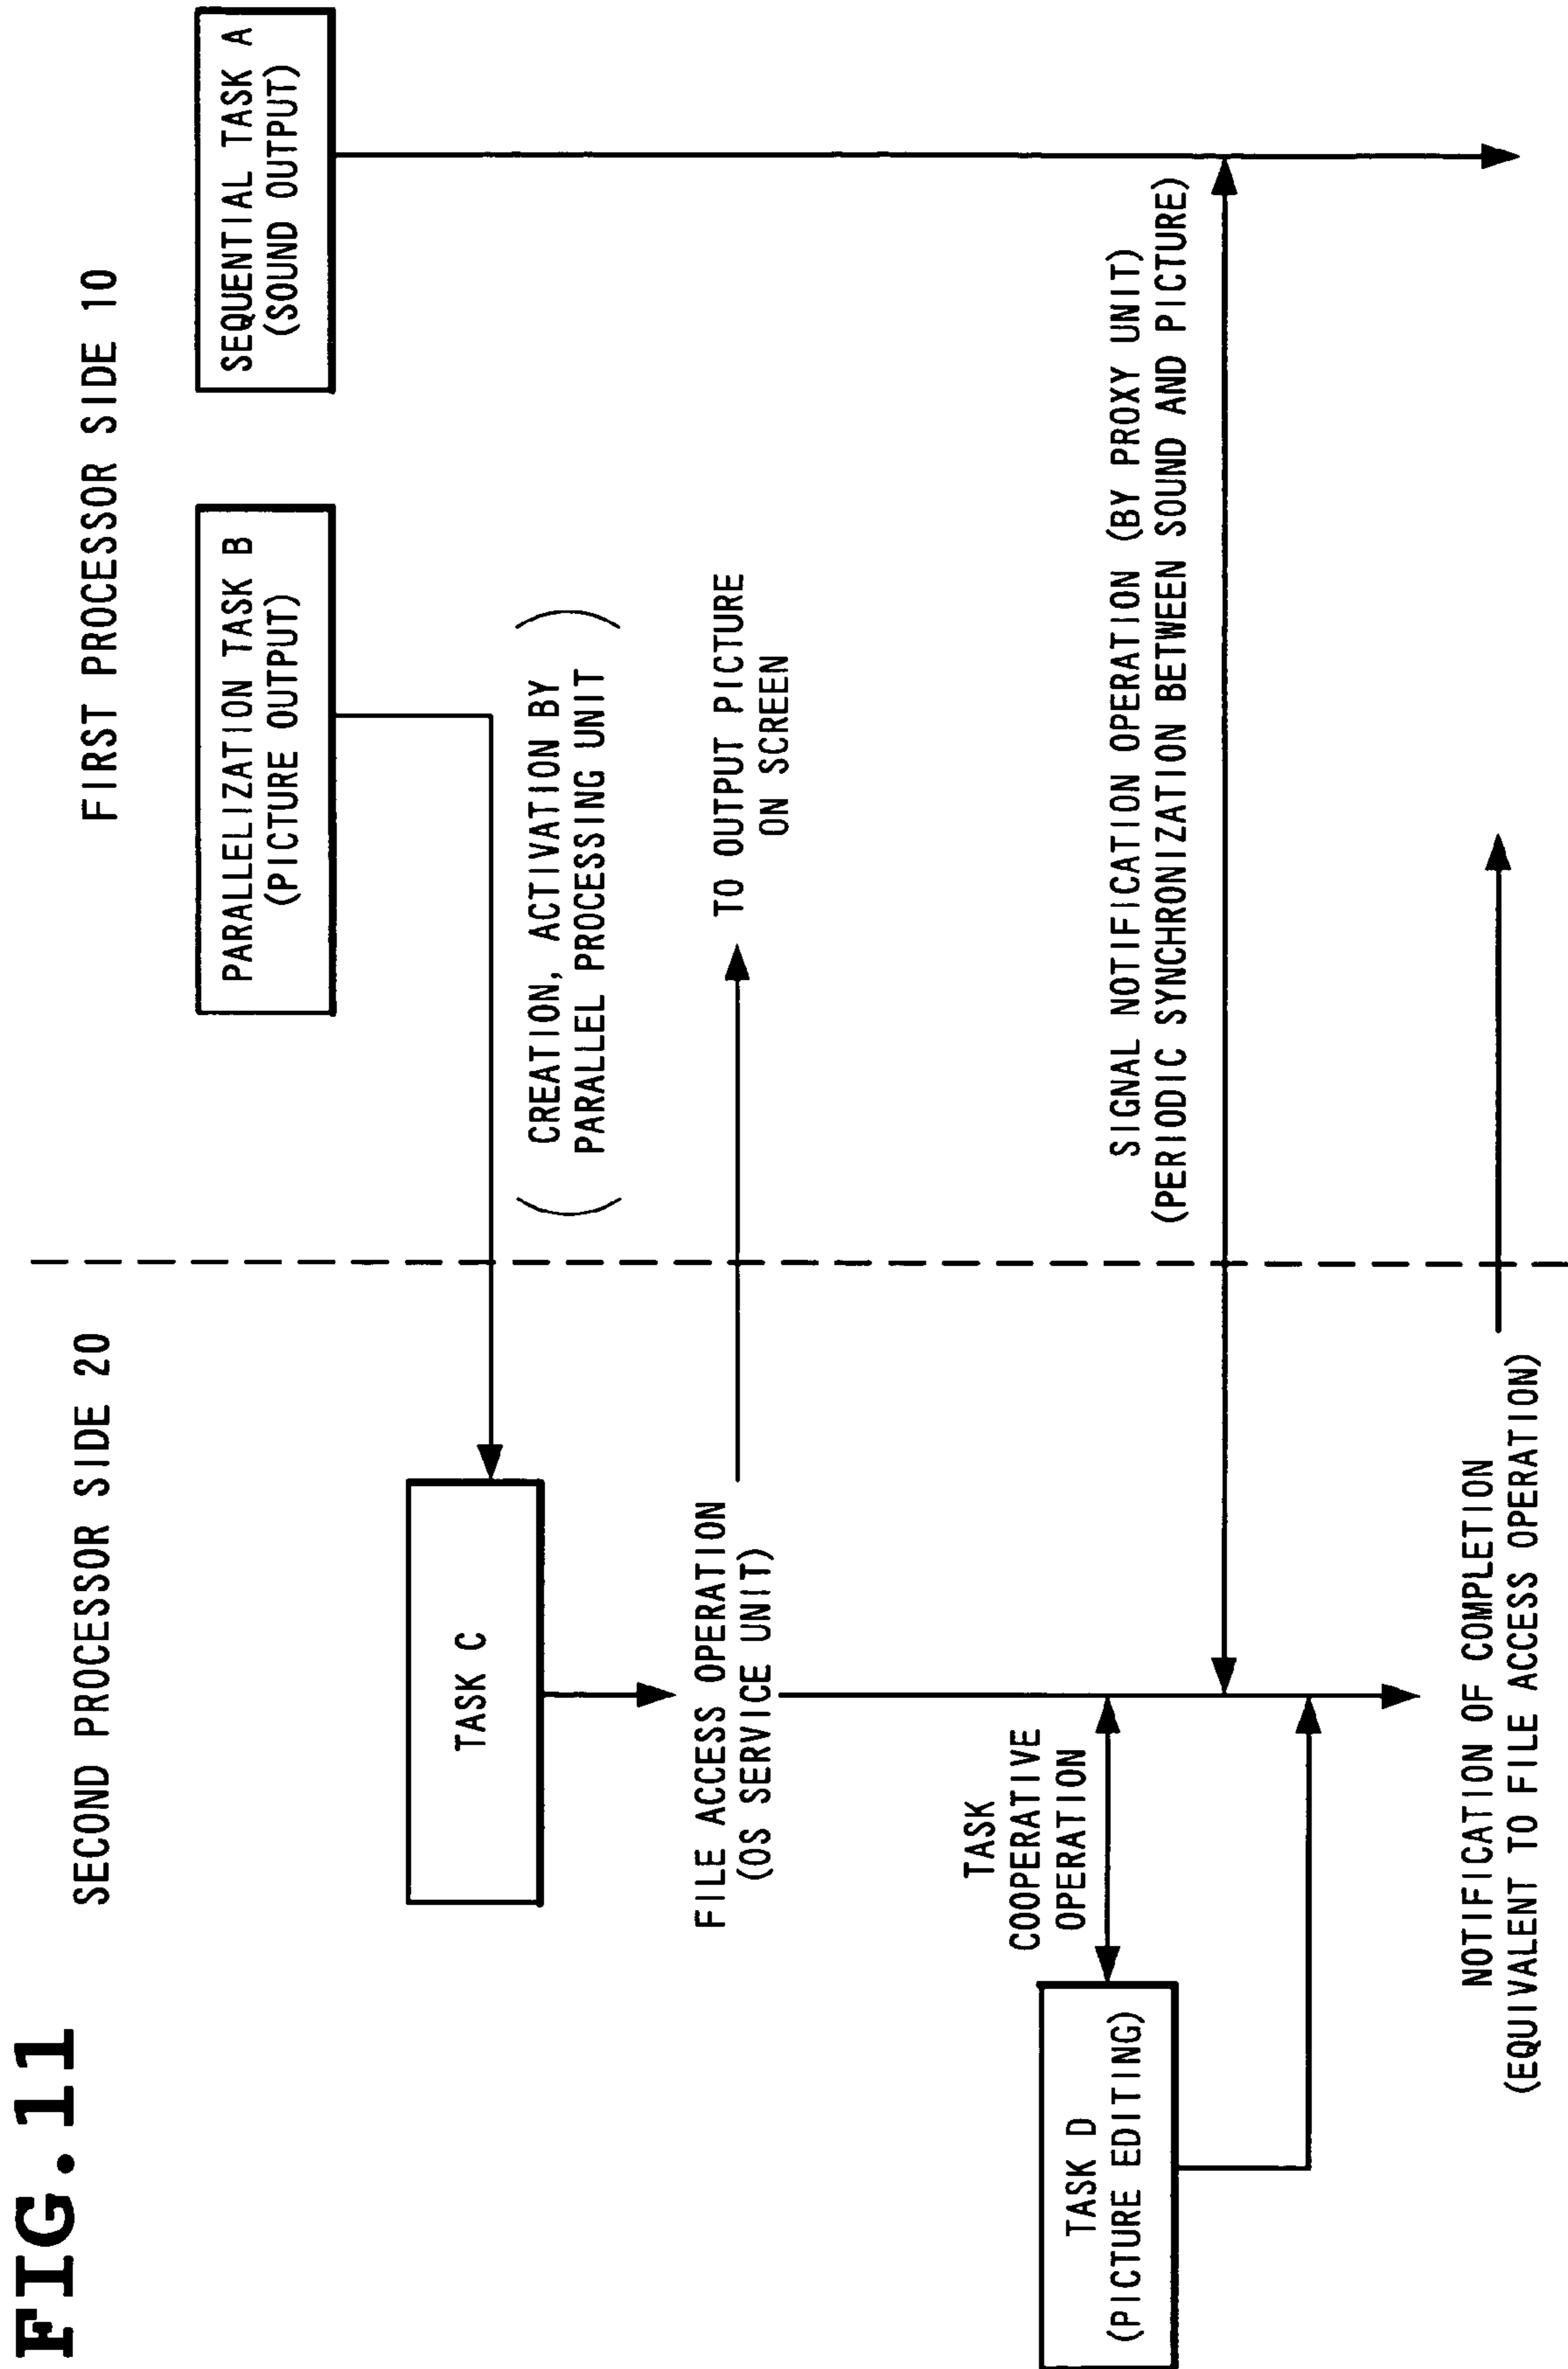 FIG.11
SECOND PROCESSOR SIDE 20
FIRST PROCESSOR SIDE 10
PARALLELIZATION TASK B
(PICTURE OUTPUT)
SEQUENTIAL TASK A
(SOUND OUTPUT)
TASK C
(CREATION, ACTIVATION BY
PARALLEL PROCESSING UNIT)
FILE ACCESS OPERATION
(OS SERVICE UNIT)
TO OUTPUT PICTURE
ON SCREEN
TASK
COOPERATIVE
OPERATION
TASK D
(PICTURE EDITING)
SIGNAL NOTIFICATION OPERATION (BY PROXY UNIT)
(PERIODIC SYNCHRONIZATION BETWEEN SOUND AND PICTURE)
NOTIFICATION OF COMPLETION
(EQUIVALENT TO FILE ACCESS OPERATION)